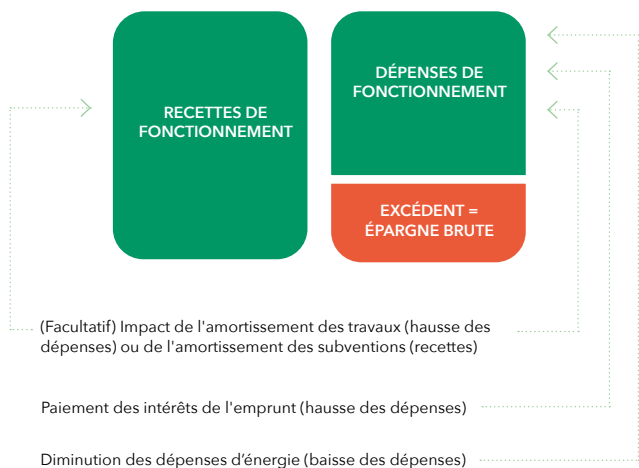 RECETTES DE
FONCTIONNEMENT
DÉPENSES DE
FONCTIONNEMENT
EXCÉDENT =
ÉPARGNE BRUTE
(Facultatif) Impact de l'amortissement des travaux (hausse des
dépenses) ou de l'amortissement des subventions (recettes)
Paiement des intérêts de l'emprunt (hausse des dépenses)
Diminution des dépenses d'énergie (baisse des dépenses)